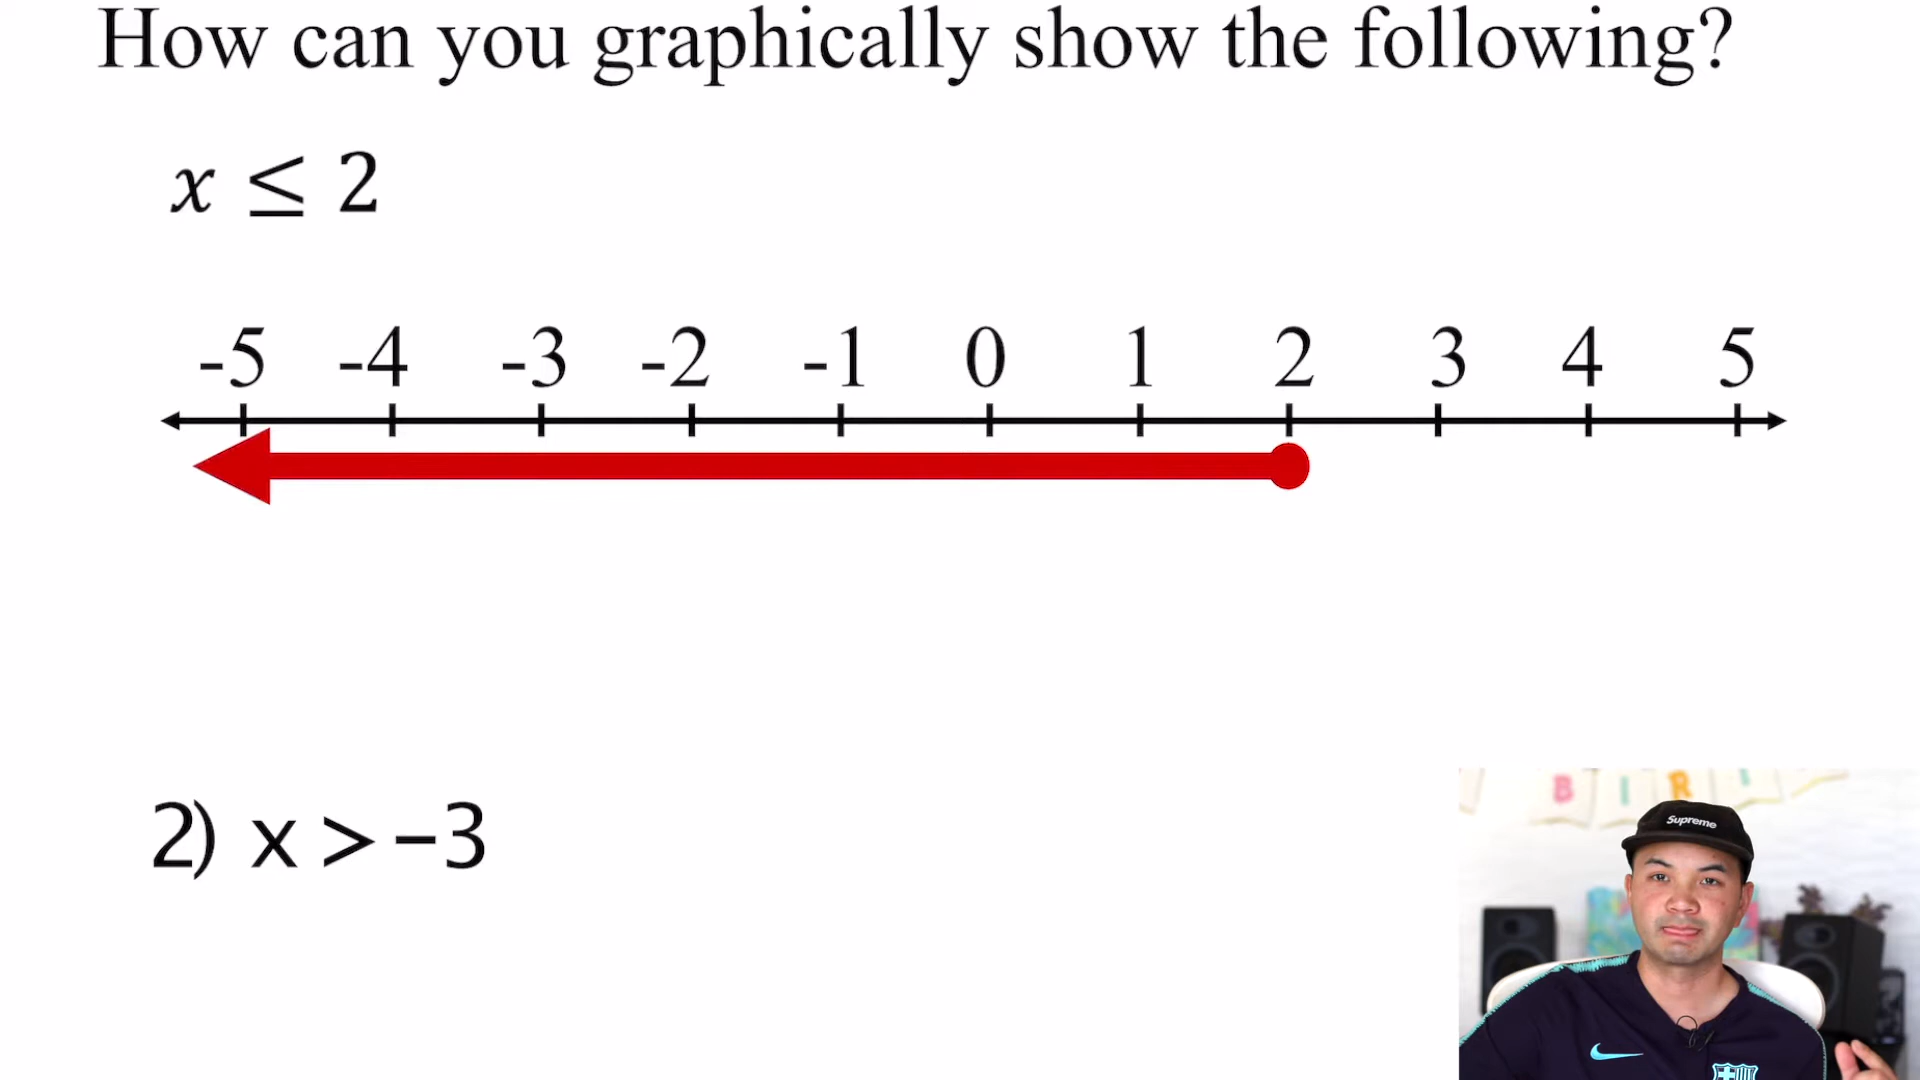 How can you graphically show the following?
x ≤ 2
-5 -4 -3 -2 -1 0 1 2 3 4 5
2) x > −3
B I R I
Supreme